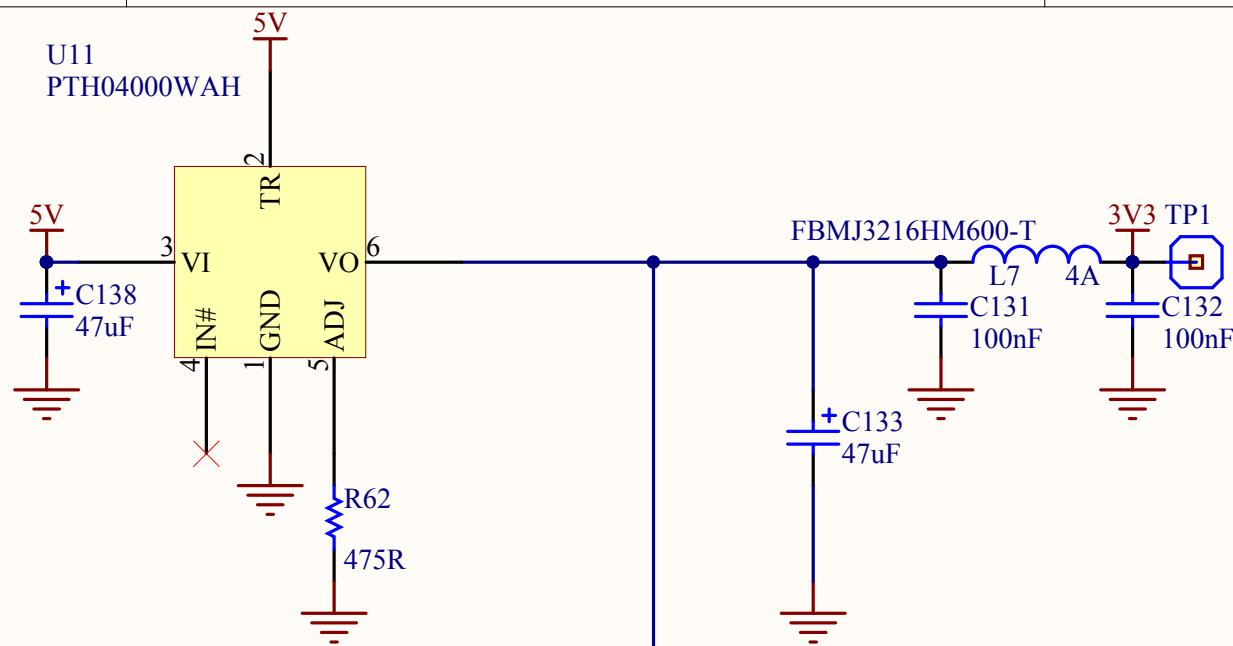 5V
U11
PTH04000WAH
2
TR
5V
3
VI
VO
6
+
C138
47uF
IN#
GND
ADJ
4
1
5
R62
475R
FBMJ3216HM600-T
L7
4A
3V3
TP1
C131
100nF
C132
100nF
+
C133
47uF